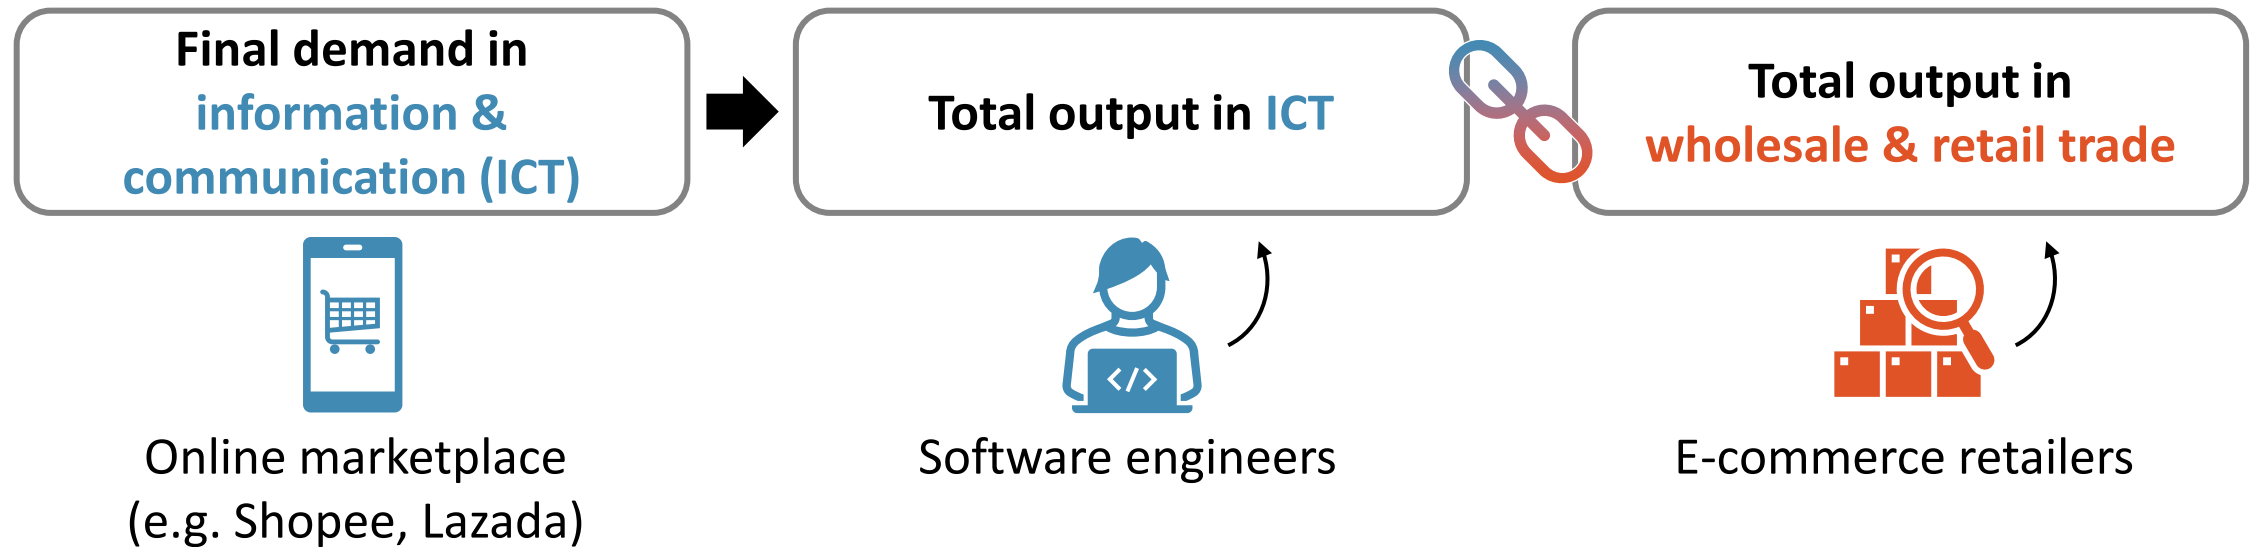 Final demand in
information &
communication (ICT)
Total output in ICT
Total output in
wholesale & retail trade
</>
Online marketplace
(e.g. Shopee, Lazada)
Software engineers
E-commerce retailers